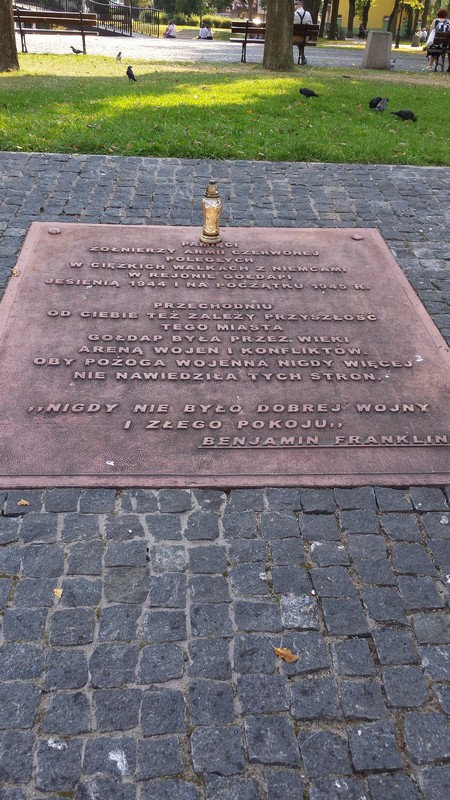 PAMIĘCI
ŻOŁNIERZY ARMII CZERWONEJ
POLEGŁYCH
W CIĘŻKICH WALKACH Z NIEMCAMI
W REJONIE GOŁDAPI
JESIENIĄ 1944 I NA POCZĄTKU 1945 R.
PRZECHODNIU
OD CIEBIE TEŻ ZALEŻY PRZYSZŁOŚĆ
TEGO MIASTA
GOŁDAP BYŁA PRZEZ WIEKI
ARENĄ WOJEN I KONFLIKTÓW.
OBY POŻOGA WOJENNA NIGDY WIĘCEJ
NIE NAWIEDZIŁA TYCH STRON.
,,NIGDY NIE BYŁO DOBREJ WOJNY
I ZŁEGO POKOJU,,
BENJAMIN FRANKLIN